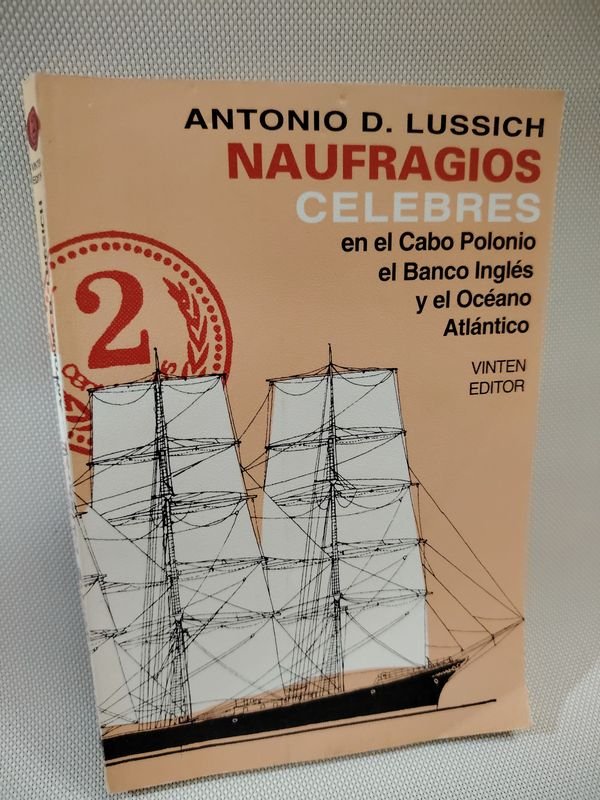 ANTONIO D. LUSSICH
NAUFRAGIOS
CELEBRES
en el Cabo Polonio
el Banco Inglés
y el Océano
Atlántico
VINTEN
EDITOR
2